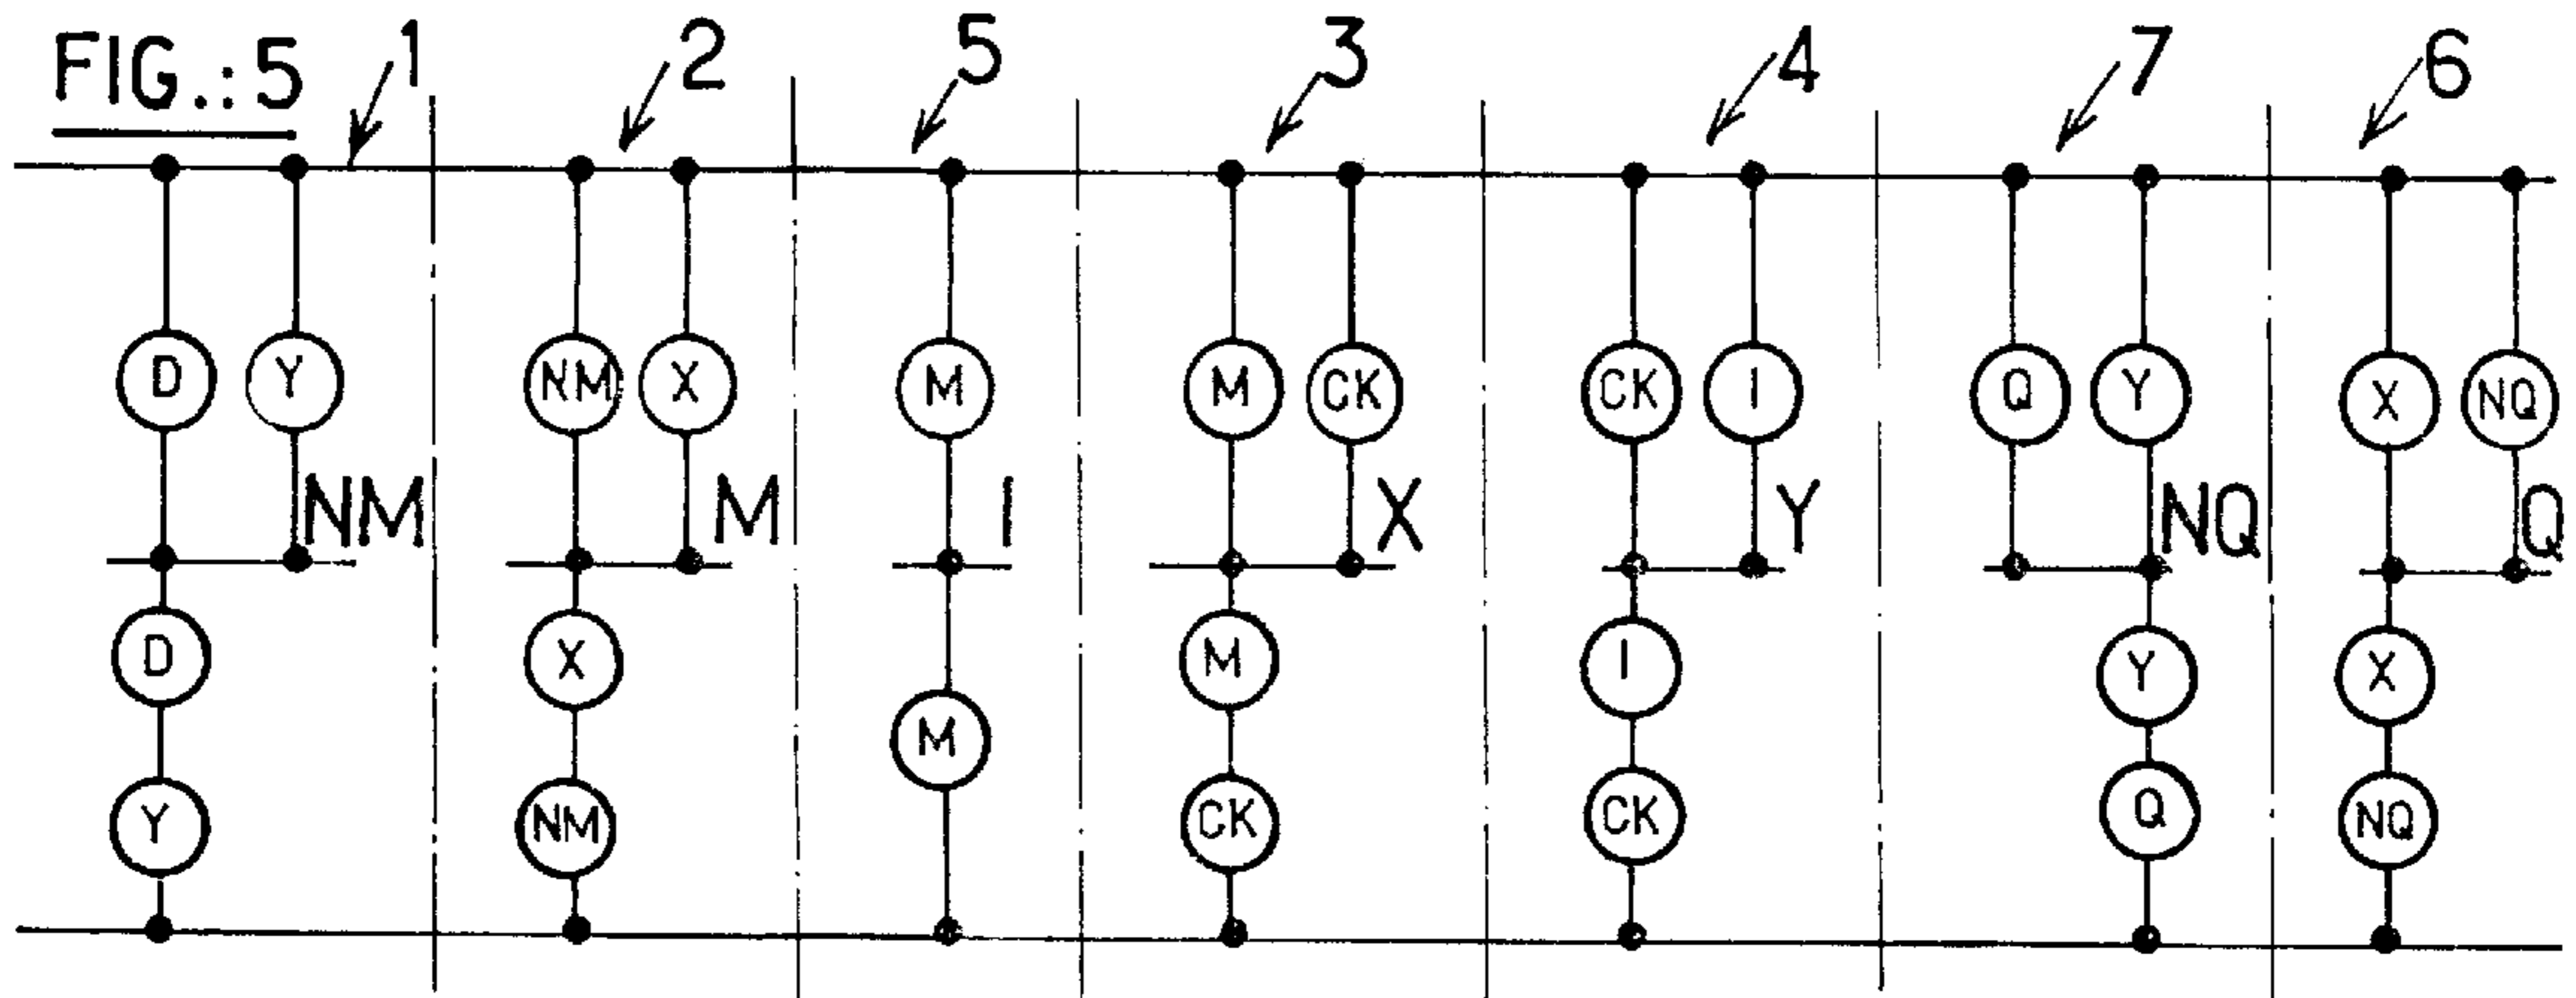 FIG.:5 1 2 5 3 4 7 6
D Y NM X M M CK CK I Q Y X NQ
NM M I X Y NQ Q
D X M I Y X
Y NM M CK CK Q NQ